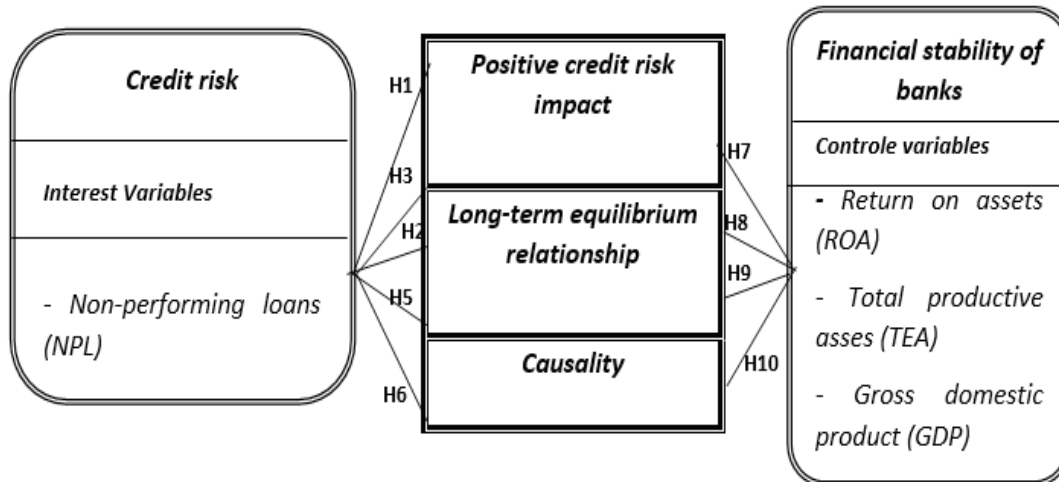 Credit risk
Interest Variables
- Non-performing loans
(NPL)
H1
H3
H2
H5
H6
Positive credit risk
impact
Long-term equilibrium
relationship
Causality
H7
H8
H9
H10
Financial stability of
banks
Controle variables
- Return on assets
(ROA)
- Total productive
asses (TEA)
- Gross domestic
product (GDP)